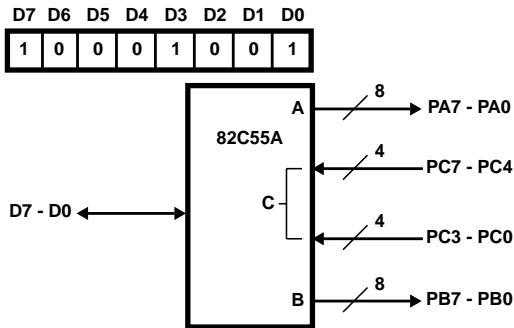 D7 D6 D5 D4 D3 D2 D1 D0
1 0 0 0 1 0 0 1
8
A
PA7 - PA0
82C55A
4
PC7 - PC4
C
D7 - D0
4
PC3 - PC0
8
B
PB7 - PB0